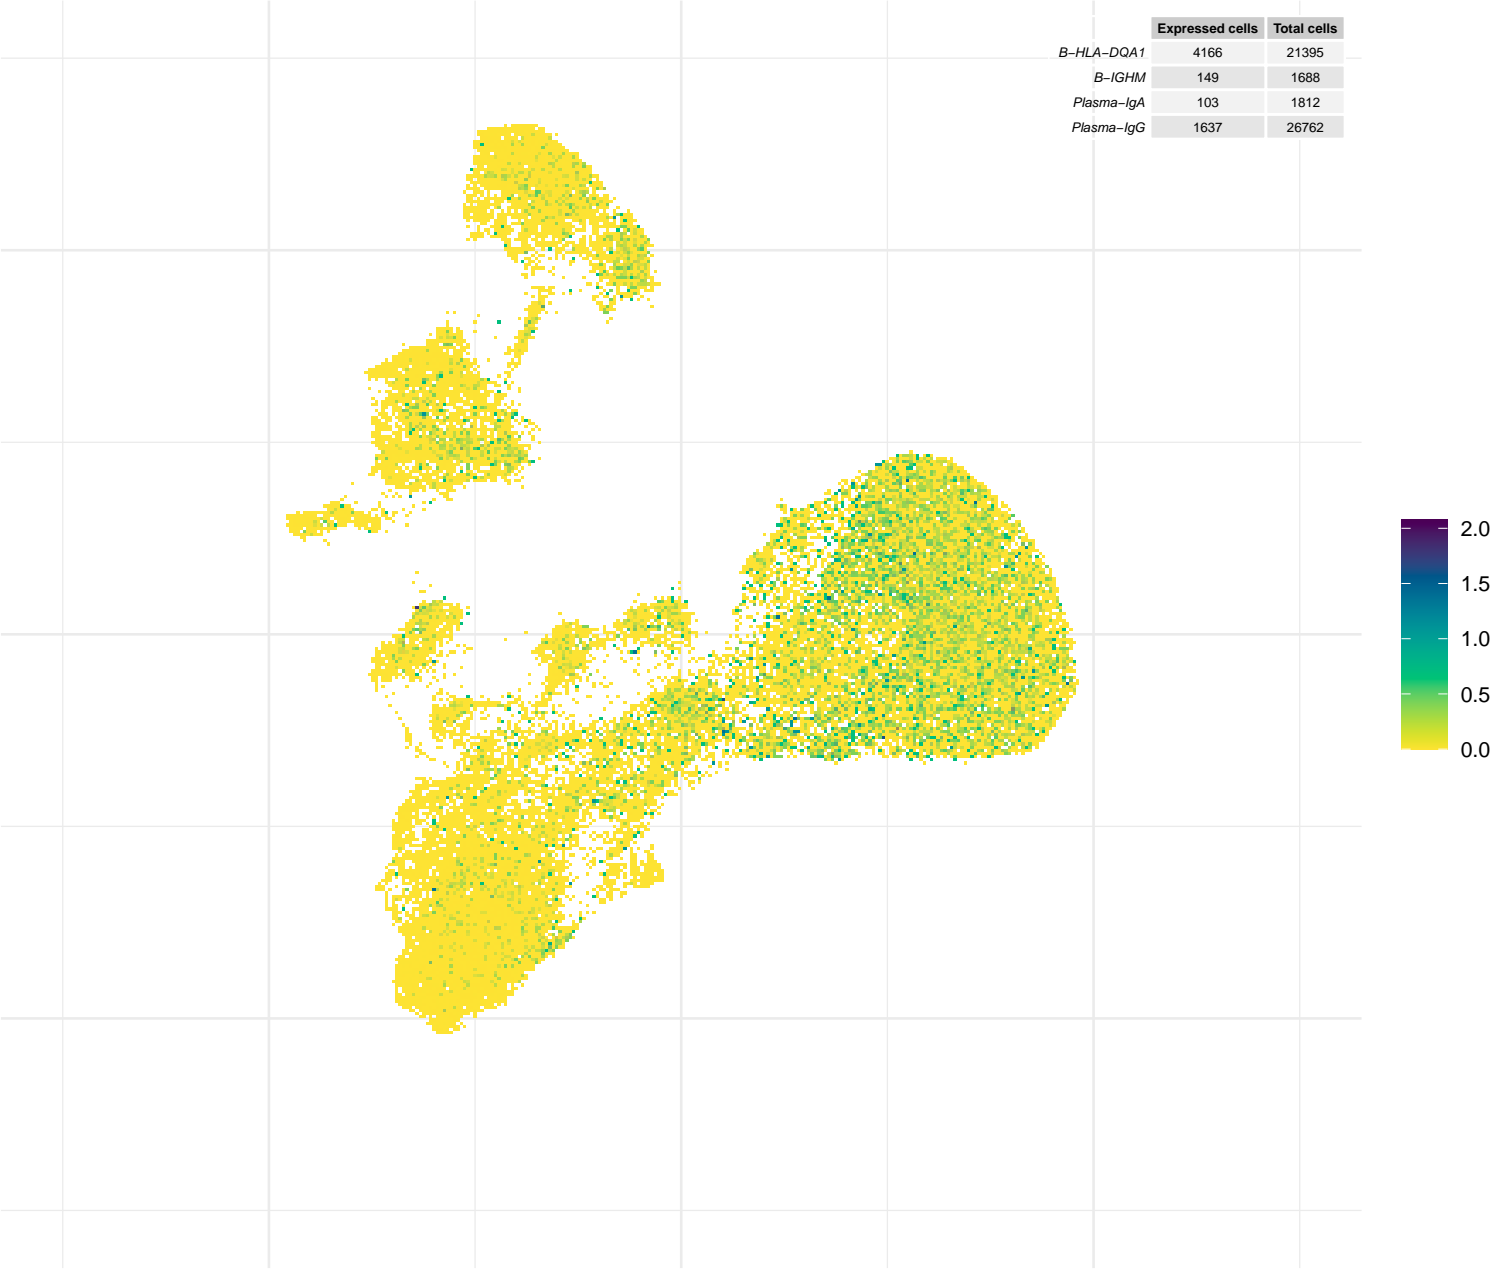 Expressed cells Total cells
B−HLA−DQA1 4166 21395
B−IGHM 149 1688
Plasma−IgA 103 1812
Plasma−IgG 1637 26762
2.0
1.5
1.0
0.5
0.0